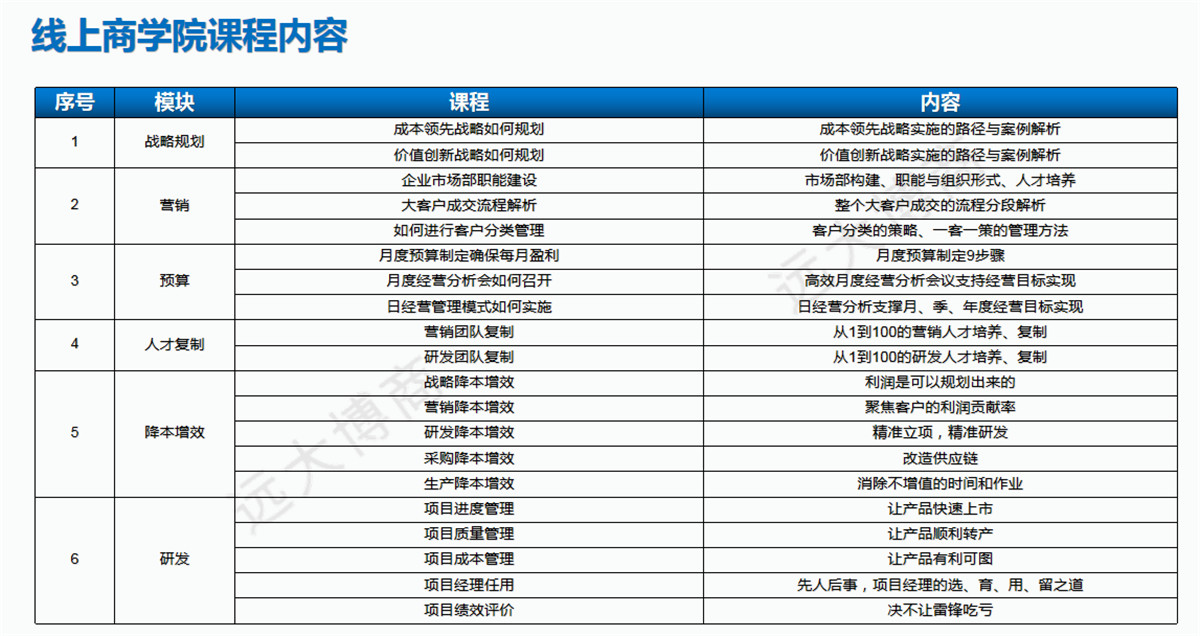 线上商学院课程内容
序号 模块 课程 内容
1 战略规划 成本领先战略如何规划 成本领先战略实施的路径与案例解析
价值创新战略如何规划 价值创新战略实施的路径与案例解析
2 营销 企业市场部职能建设 市场部构建、职能与组织形式、人才培养
大客户成交流程解析 整个大客户成交的流程分段解析
如何进行客户分类管理 客户分类的策略、一客一策的管理方法
3 预算 月度预算制定确保每月盈利 月度预算制定9步骤
月度经营分析会如何召开 高效月度经营分析会议支持经营目标实现
日经营管理模式如何实施 日经营分析支撑月、季、年度经营目标实现
4 人才复制 营销团队复制 从1到100的营销人才培养、复制
研发团队复制 从1到100的研发人才培养、复制
5 降本增效 战略降本增效 利润是可以规划出来的
营销降本增效 聚焦客户的利润贡献率
研发降本增效 精准立项，精准研发
采购降本增效 改造供应链
生产降本增效 消除不增值的时间和作业
6 研发 项目进度管理 让产品快速上市
项目质量管理 让产品顺利转产
项目成本管理 让产品有利可图
项目经理任用 先人后事，项目经理的选、育、用、留之道
项目绩效评价 决不让雷锋吃亏
远大博商
远大博商